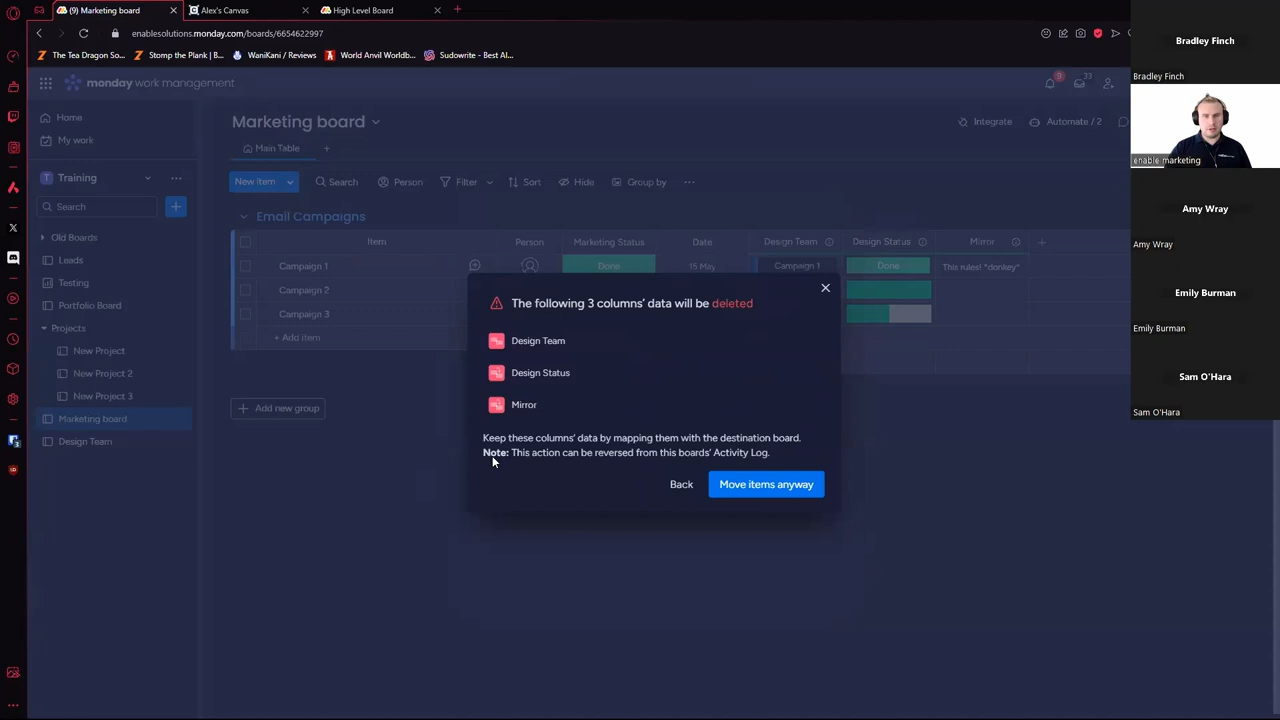 (9) Marketing board
Alex's Canvas
High Level Board
enablesolutions.monday.com/boards/6654622997
The Tea Dragon So...
Stomp the Plank | B...
WaniKani / Reviews
World Anvil Worldb...
Sudowrite - Best AI...
monday work management
9
33
Home
My work
T Training
Search
Old Boards
Leads
Testing
Portfolio Board
Projects
New Project
New Project 2
New Project 3
Marketing board
Design Team
Marketing board
Integrate
Automate / 2
Main Table
New item
Search
Person
Filter
Sort
Hide
Group by
Email Campaigns
Item
Person
Marketing Status
Date
Design Team
Design Status
Mirror
Campaign 1
Done
15 May
Campaign 1
Done
This rules! *donkey*
Campaign 2
Campaign 3
+ Add item
Add new group
The following 3 columns' data will be deleted
Design Team
Design Status
Mirror
Keep these columns' data by mapping them with the destination board.
Note: This action can be reversed from this boards' Activity Log.
Back
Move items anyway
Bradley Finch
Bradley Finch
enable marketing
Amy Wray
Amy Wray
Emily Burman
Emily Burman
Sam O'Hara
Sam O'Hara